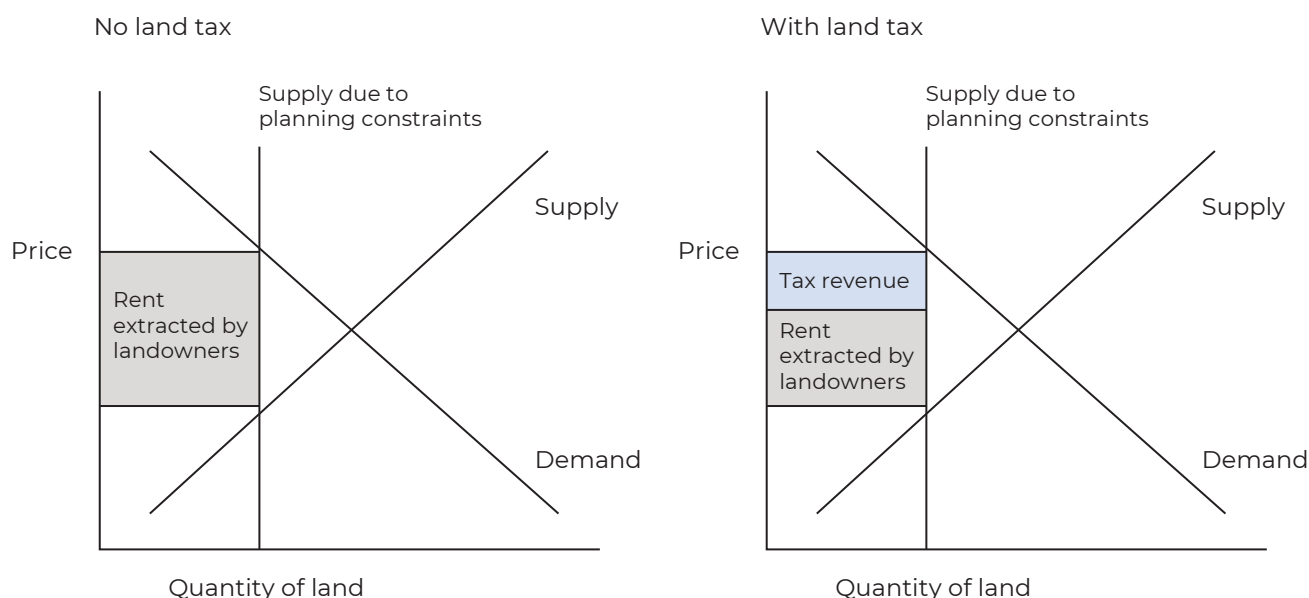 No land tax
Supply due to
planning constraints
Supply
Price
Rent
extracted by
landowners
Demand
Quantity of land
With land tax
Supply due to
planning constraints
Supply
Price
Tax revenue
Rent
extracted by
landowners
Demand
Quantity of land